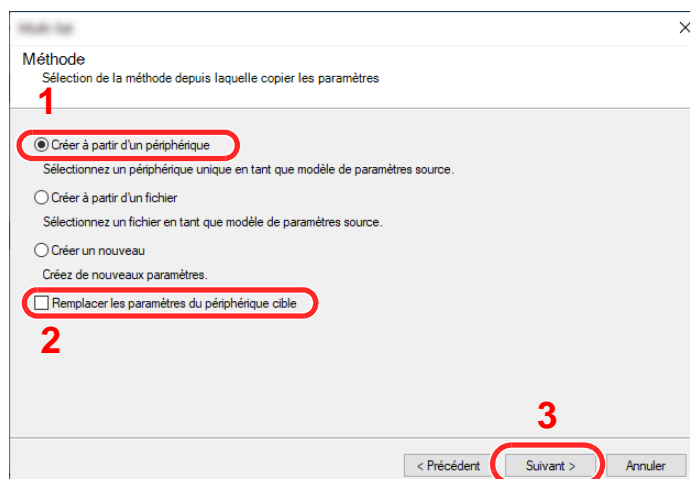 Méthode
Sélection de la méthode depuis laquelle copier les paramètres
1
Créer à partir d'un périphérique
Sélectionnez un périphérique unique en tant que modèle de paramètres source.
Créer à partir d'un fichier
Sélectionnez un fichier en tant que modèle de paramètres source.
Créer un nouveau
Créez de nouveaux paramètres.
Remplacer les paramètres du périphérique cible
2
3
< Précédent Suivant > Annuler